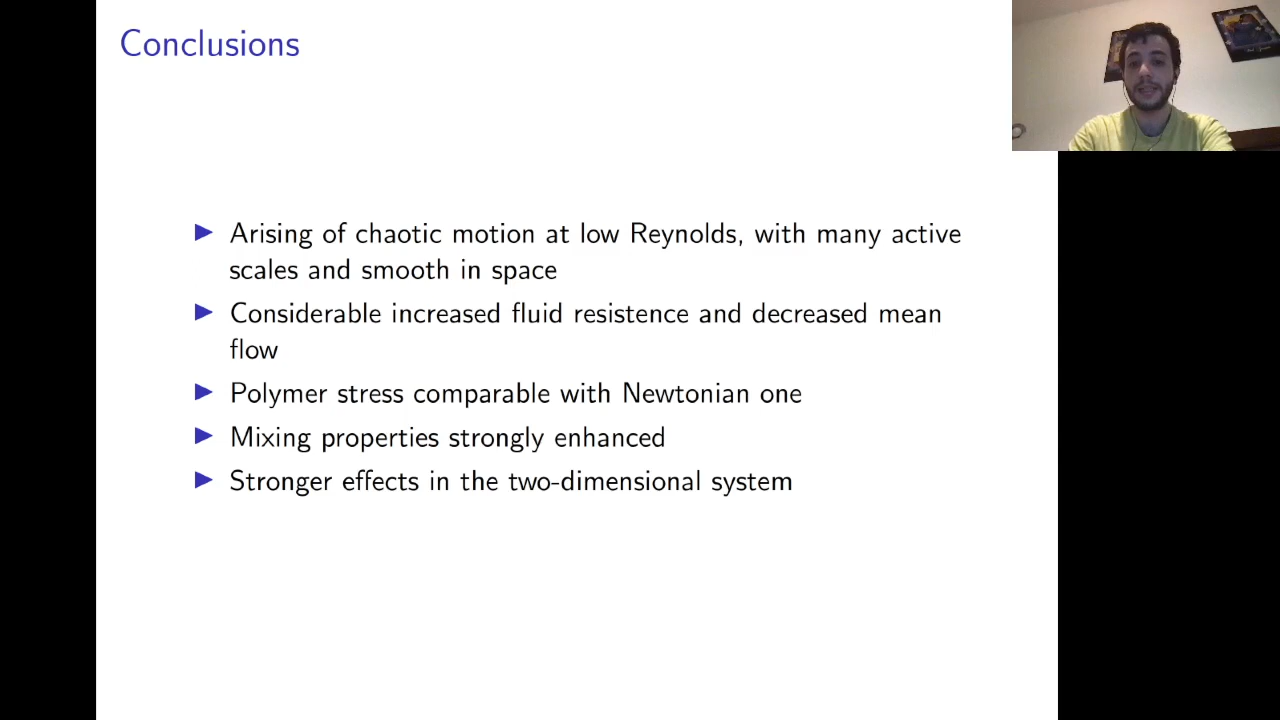 Conclusions
Arising of chaotic motion at low Reynolds, with many active
scales and smooth in space
Considerable increased fluid resistence and decreased mean
flow
Polymer stress comparable with Newtonian one
Mixing properties strongly enhanced
Stronger effects in the two-dimensional system